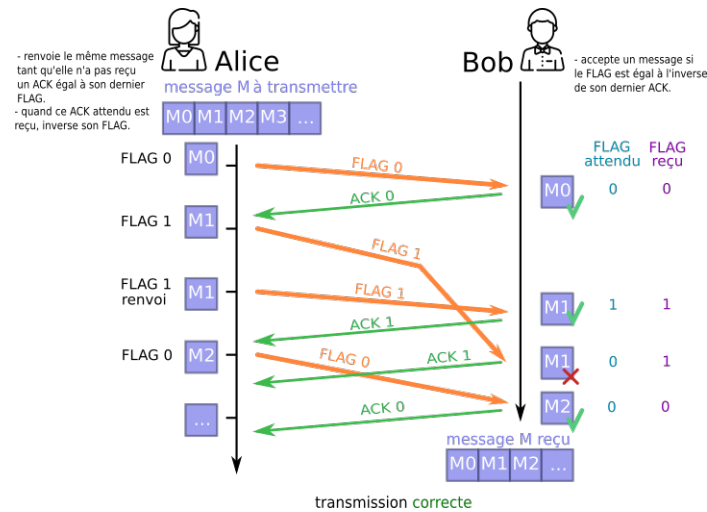 Alice
Bob
- renvoie le même message
tant qu'elle n'a pas reçu
un ACK égal à son dernier
FLAG.
- quand ce ACK attendu est
reçu, inverse son FLAG.
- accepte un message si
le FLAG est égal à l'inverse
de son dernier ACK.
message M à transmettre
M0 M1 M2 M3 ...
FLAG
attendu
FLAG
reçu
FLAG 0 M0
FLAG 0
M0 0 0
ACK 0
FLAG 1 M1
FLAG 1
FLAG 1
renvoi
M1
FLAG 1
M1 1 1
ACK 1
FLAG 0 M2
FLAG 0
ACK 1
M1 0 1
M2 0 0
ACK 0
...
message M reçu
M0 M1 M2 ...
transmission correcte